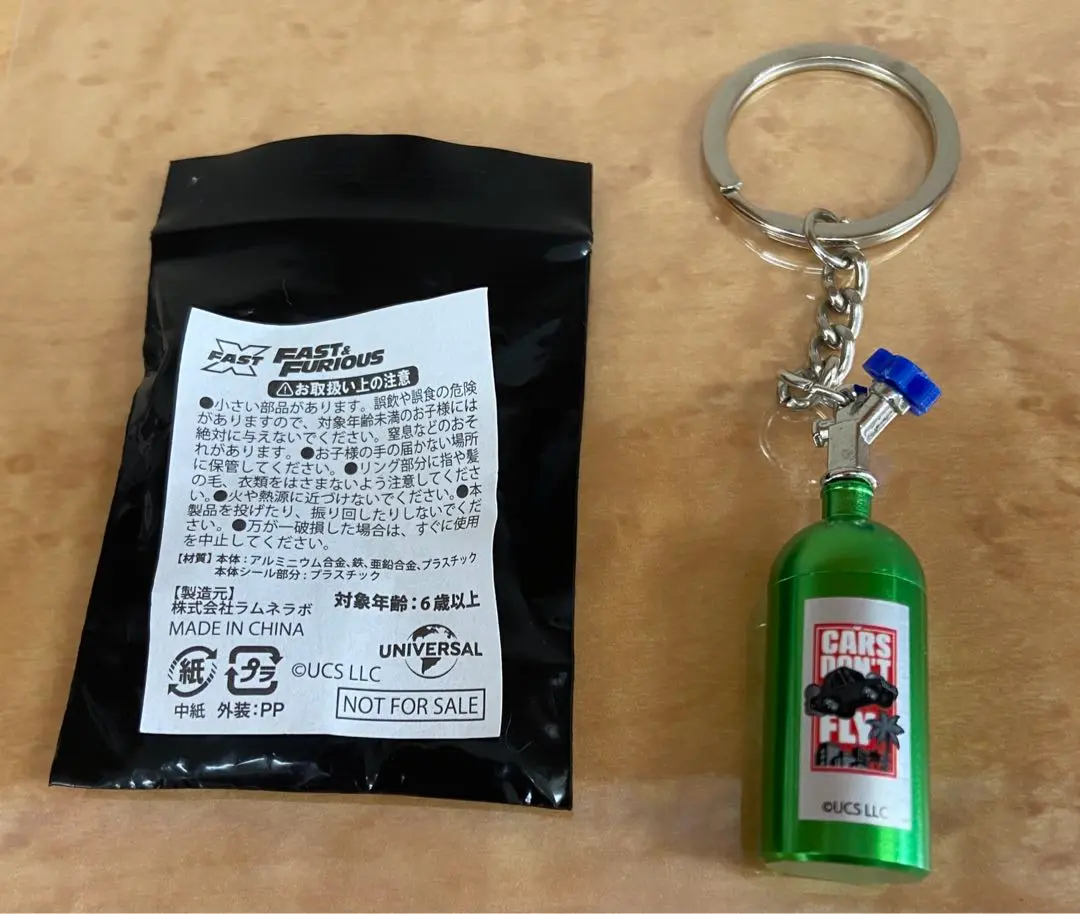 FAST X FAST & FURIOUS
⚠お取扱い上の注意
●小さい部品があります。誤飲や誤食の危険
がありますので、対象年齢未満のお子様には
絶対に与えないでください。窒息などのおそ
れがあります。●お子様の手の届かない場所
に保管してください。●リング部分に指や髪
の毛、衣類をはさまないよう注意してくださ
い。●火や熱源に近づけないでください。●本
製品を投げたり、振り回したりしないでくだ
さい。●万が一破損した場合は、すぐに使用
を中止してください。
【材質】本体:アルミニウム合金、鉄、亜鉛合金、プラスチック
本体シール部分:プラスチック
【製造元】
株式会社ラムネラボ
対象年齢:6歳以上
MADE IN CHINA
紙 プラ ©UCS LLC
UNIVERSAL
中紙 外装:PP
NOT FOR SALE
CARS
DON'T
FLY
©UCS LLC